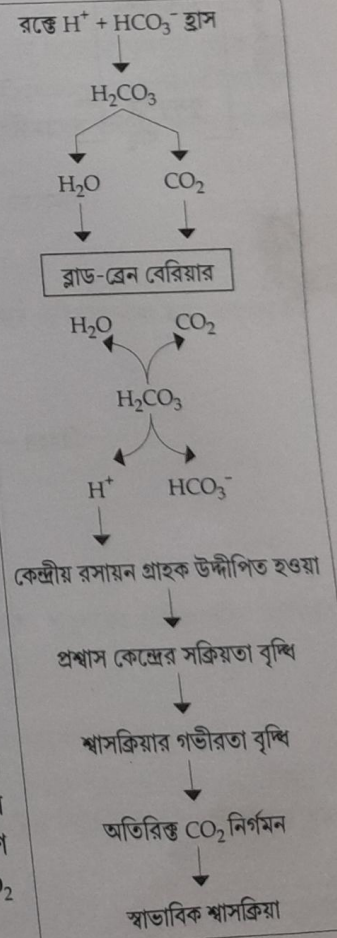 রক্তে H⁺ + HCO₃⁻ হ্রাস
H₂CO₃
H₂O CO₂
ব্লাড-ব্রেন বেরিয়ার
H₂O CO₂
H₂CO₃
H⁺ HCO₃⁻
কেন্দ্রীয় রসায়ন গ্রাহক উদ্দীপিত হওয়া
প্রশ্বাস কেন্দ্রের সক্রিয়তা বৃদ্ধি
শ্বাসক্রিয়ার গভীরতা বৃদ্ধি
অতিরিক্ত CO₂ নির্গমন
স্বাভাবিক শ্বাসক্রিয়া